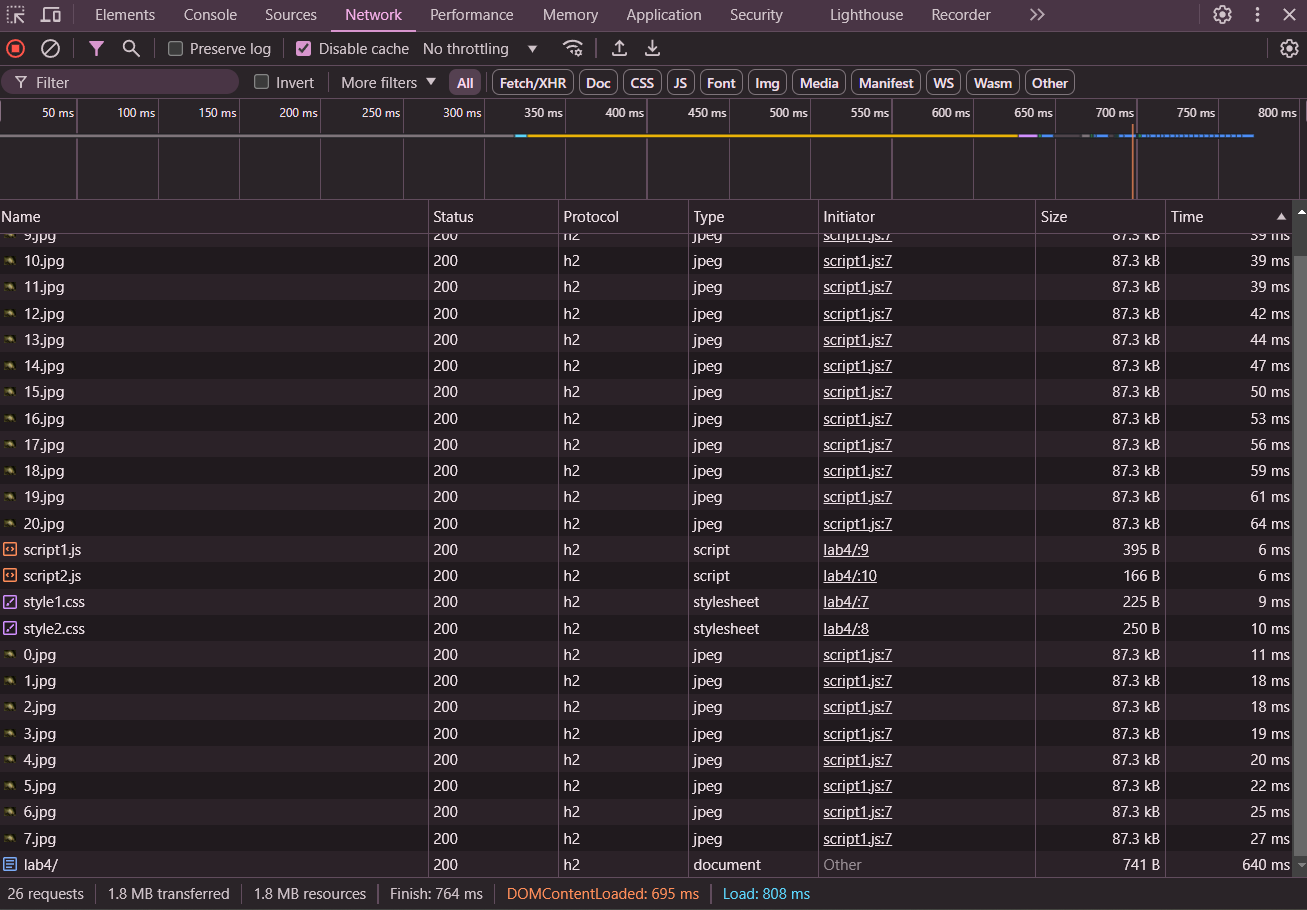 Elements Console Sources Network Performance Memory Application Security Lighthouse Recorder
Preserve log Disable cache No throttling
Filter Invert More filters All Fetch/XHR Doc CSS JS Font Img Media Manifest WS Wasm Other
50 ms 100 ms 150 ms 200 ms 250 ms 300 ms 350 ms 400 ms 450 ms 500 ms 550 ms 600 ms 650 ms 700 ms 750 ms 800 ms
Name Status Protocol Type Initiator Size Time
9.jpg 200 h2 jpeg script1.js:7 87.3 kB 39 ms
10.jpg 200 h2 jpeg script1.js:7 87.3 kB 39 ms
11.jpg 200 h2 jpeg script1.js:7 87.3 kB 39 ms
12.jpg 200 h2 jpeg script1.js:7 87.3 kB 42 ms
13.jpg 200 h2 jpeg script1.js:7 87.3 kB 44 ms
14.jpg 200 h2 jpeg script1.js:7 87.3 kB 47 ms
15.jpg 200 h2 jpeg script1.js:7 87.3 kB 50 ms
16.jpg 200 h2 jpeg script1.js:7 87.3 kB 53 ms
17.jpg 200 h2 jpeg script1.js:7 87.3 kB 56 ms
18.jpg 200 h2 jpeg script1.js:7 87.3 kB 59 ms
19.jpg 200 h2 jpeg script1.js:7 87.3 kB 61 ms
20.jpg 200 h2 jpeg script1.js:7 87.3 kB 64 ms
script1.js 200 h2 script lab4/:9 395 B 6 ms
script2.js 200 h2 script lab4/:10 166 B 6 ms
style1.css 200 h2 stylesheet lab4/:7 225 B 9 ms
style2.css 200 h2 stylesheet lab4/:8 250 B 10 ms
0.jpg 200 h2 jpeg script1.js:7 87.3 kB 11 ms
1.jpg 200 h2 jpeg script1.js:7 87.3 kB 18 ms
2.jpg 200 h2 jpeg script1.js:7 87.3 kB 18 ms
3.jpg 200 h2 jpeg script1.js:7 87.3 kB 19 ms
4.jpg 200 h2 jpeg script1.js:7 87.3 kB 20 ms
5.jpg 200 h2 jpeg script1.js:7 87.3 kB 22 ms
6.jpg 200 h2 jpeg script1.js:7 87.3 kB 25 ms
7.jpg 200 h2 jpeg script1.js:7 87.3 kB 27 ms
lab4/ 200 h2 document Other 741 B 640 ms
26 requests 1.8 MB transferred 1.8 MB resources Finish: 764 ms DOMContentLoaded: 695 ms Load: 808 ms